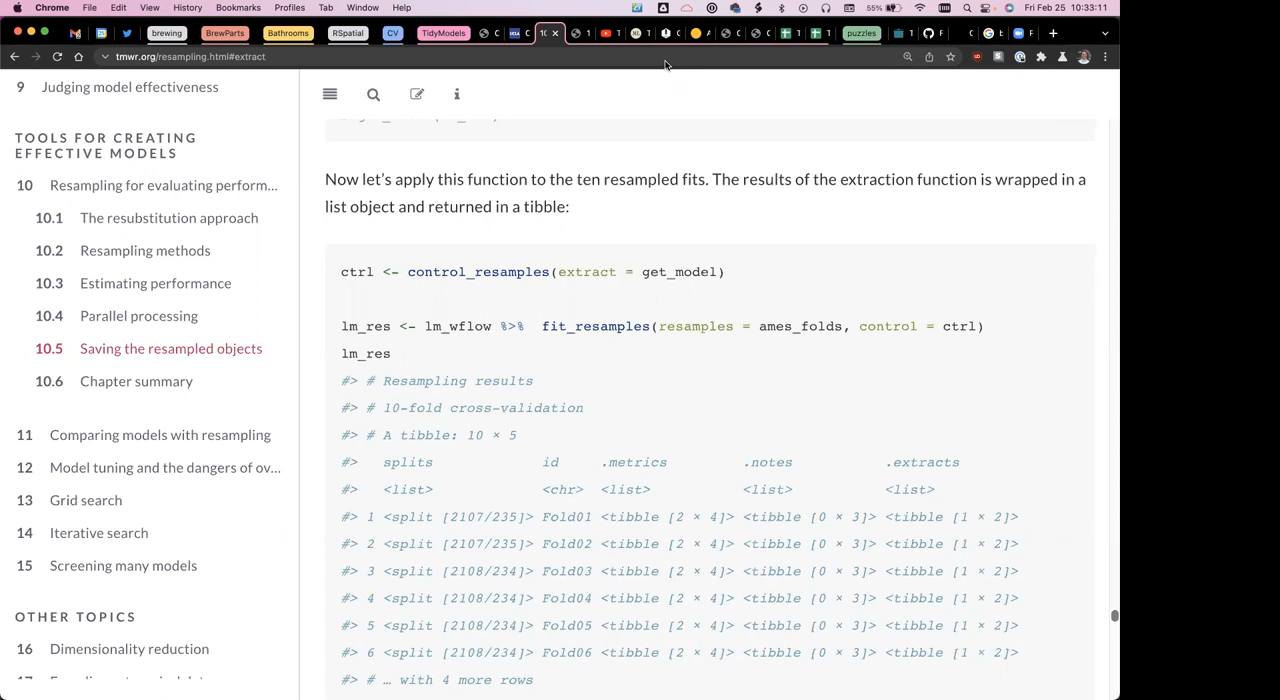 Chrome File Edit View History Bookmarks Profiles Tab Window Help 55% Fri Feb 25 10:33:11
brewing BrewParts Bathrooms RSpatial CV TidyModels puzzles
tmwr.org/resampling.html#extract
9 Judging model effectiveness
TOOLS FOR CREATING
EFFECTIVE MODELS
10 Resampling for evaluating perform...
10.1 The resubstitution approach
10.2 Resampling methods
10.3 Estimating performance
10.4 Parallel processing
10.5 Saving the resampled objects
10.6 Chapter summary
11 Comparing models with resampling
12 Model tuning and the dangers of ov...
13 Grid search
14 Iterative search
15 Screening many models
OTHER TOPICS
16 Dimensionality reduction
Now let's apply this function to the ten resampled fits. The results of the extraction function is wrapped in a
list object and returned in a tibble:
ctrl <- control_resamples(extract = get_model)
lm_res <- lm_wflow %>% fit_resamples(resamples = ames_folds, control = ctrl)
lm_res
#> # Resampling results
#> # 10-fold cross-validation
#> # A tibble: 10 × 5
#> splits id .metrics .notes .extracts
#> <list> <chr> <list> <list> <list>
#> 1 <split [2107/235]> Fold01 <tibble [2 × 4]> <tibble [0 × 3]> <tibble [1 × 2]>
#> 2 <split [2107/235]> Fold02 <tibble [2 × 4]> <tibble [0 × 3]> <tibble [1 × 2]>
#> 3 <split [2108/234]> Fold03 <tibble [2 × 4]> <tibble [0 × 3]> <tibble [1 × 2]>
#> 4 <split [2108/234]> Fold04 <tibble [2 × 4]> <tibble [0 × 3]> <tibble [1 × 2]>
#> 5 <split [2108/234]> Fold05 <tibble [2 × 4]> <tibble [0 × 3]> <tibble [1 × 2]>
#> 6 <split [2108/234]> Fold06 <tibble [2 × 4]> <tibble [0 × 3]> <tibble [1 × 2]>
#> # … with 4 more rows